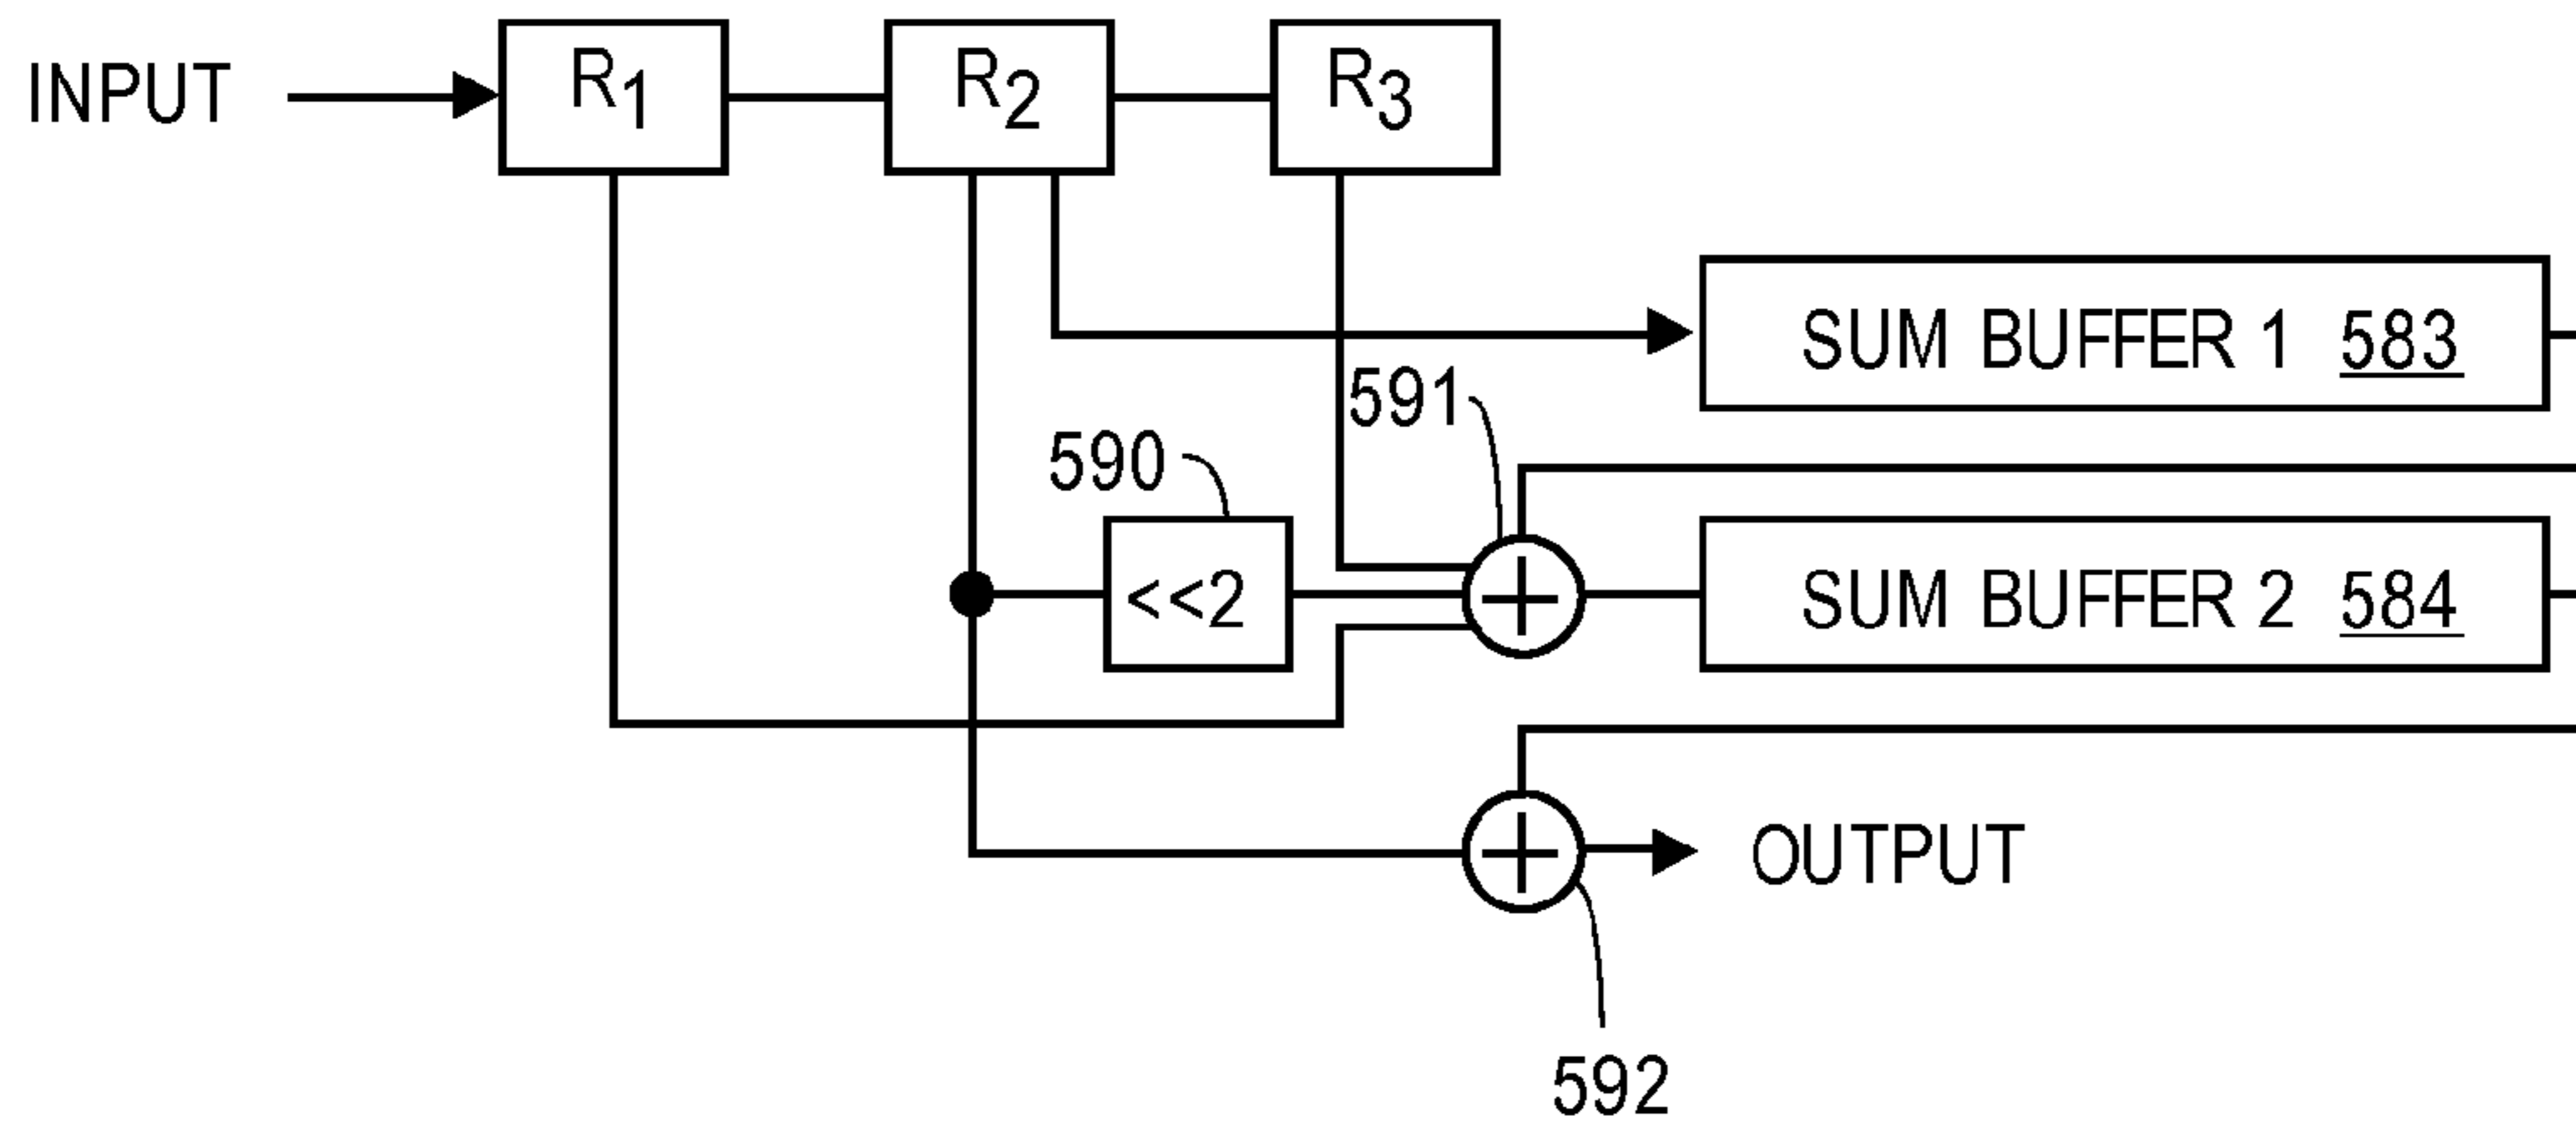 INPUT
R1
R2
R3
SUM BUFFER 1 583
591
590
<<2
SUM BUFFER 2 584
OUTPUT
592